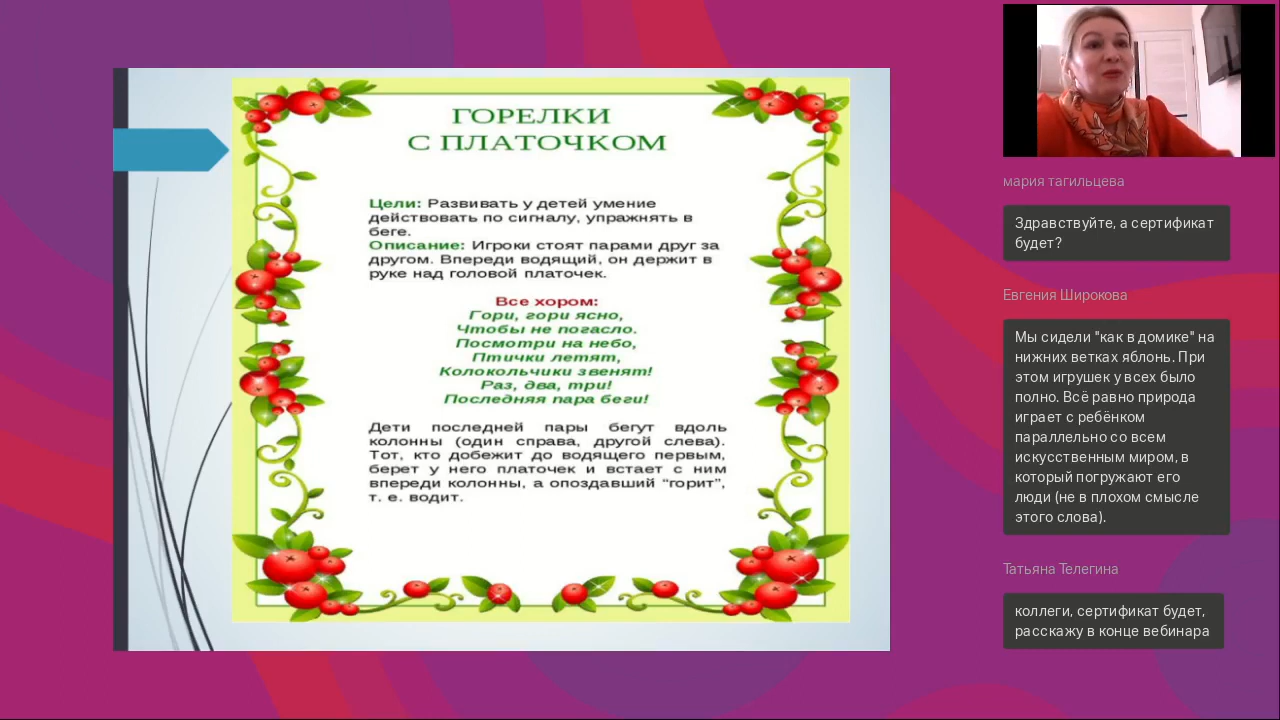 ГОРЕЛКИ
С ПЛАТОЧКОМ
Цели: Развивать у детей умение
действовать по сигналу, упражнять в
беге.
Описание: Игроки стоят парами друг за
другом. Впереди водящий, он держит в
руке над головой платочек.
Все хором:
Гори, гори ясно,
Чтобы не погасло.
Посмотри на небо,
Птички летят,
Колокольчики звенят!
Раз, два, три!
Последняя пара беги!
Дети последней пары бегут вдоль
колонны (один справа, другой слева).
Тот, кто добежит до водящего первым,
берет у него платочек и встает с ним
впереди колонны, а опоздавший “горит”,
т. е. водит.
мария тагильцева
Здравствуйте, а сертификат
будет?
Евгения Широкова
Мы сидели "как в домике" на
нижних ветках яблонь. При
этом игрушек у всех было
полно. Всё равно природа
играет с ребёнком
параллельно со всем
искусственным миром, в
который погружают его
люди (не в плохом смысле
этого слова).
Татьяна Телегина
коллеги, сертификат будет,
расскажу в конце вебинара